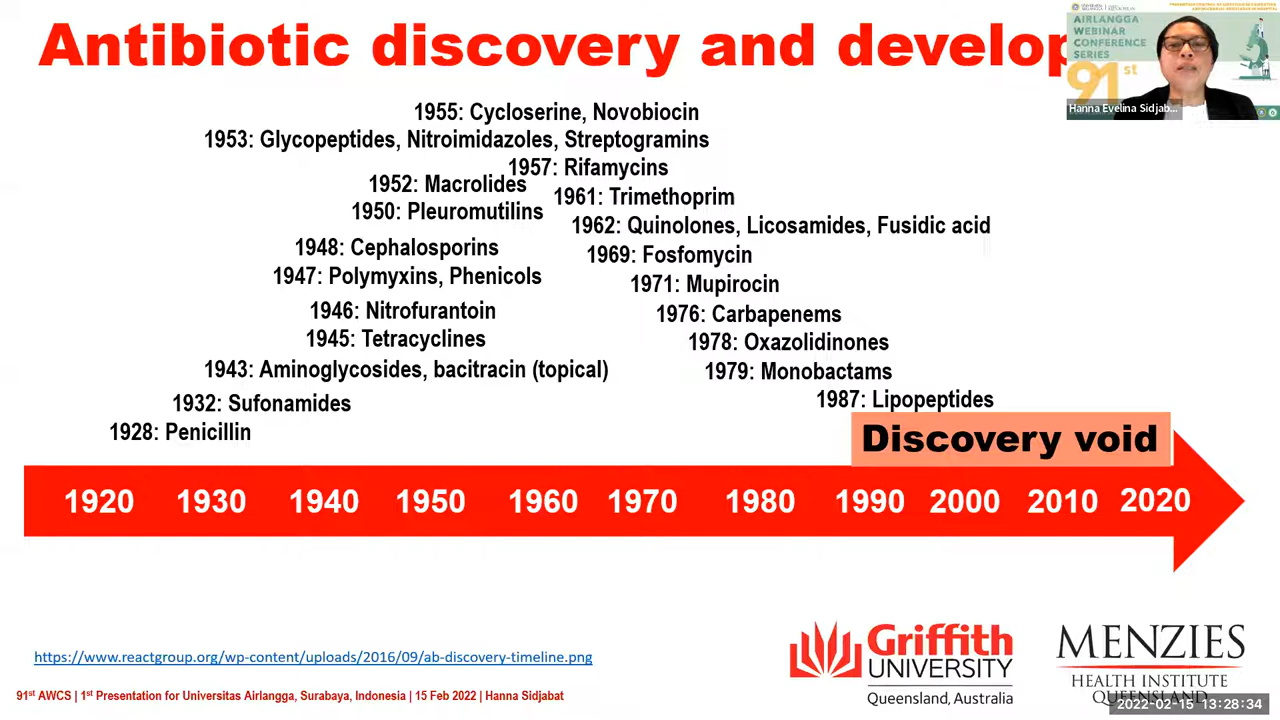 Antibiotic discovery and develop
AIRLANGGA
WEBINAR
CONFERENCE
SERIES
91st
Hanna Evelina Sidjab...
1955: Cycloserine, Novobiocin
1953: Glycopeptides, Nitroimidazoles, Streptogramins
1957: Rifamycins
1952: Macrolides
1961: Trimethoprim
1950: Pleuromutilins
1962: Quinolones, Licosamides, Fusidic acid
1948: Cephalosporins
1969: Fosfomycin
1947: Polymyxins, Phenicols
1971: Mupirocin
1946: Nitrofurantoin
1976: Carbapenems
1945: Tetracyclines
1978: Oxazolidinones
1943: Aminoglycosides, bacitracin (topical)
1979: Monobactams
1932: Sufonamides
1987: Lipopeptides
1928: Penicillin
Discovery void
1920 1930 1940 1950 1960 1970 1980 1990 2000 2010 2020
Griffith
UNIVERSITY
Queensland, Australia
MENZIES
HEALTH INSTITUTE
QUEENSLAND
https://www.reactgroup.org/wp-content/uploads/2016/09/ab-discovery-timeline.png
91st AWCS | 1st Presentation for Universitas Airlangga, Surabaya, Indonesia | 15 Feb 2022 | Hanna Sidjabat
2022-02-15 13:28:34